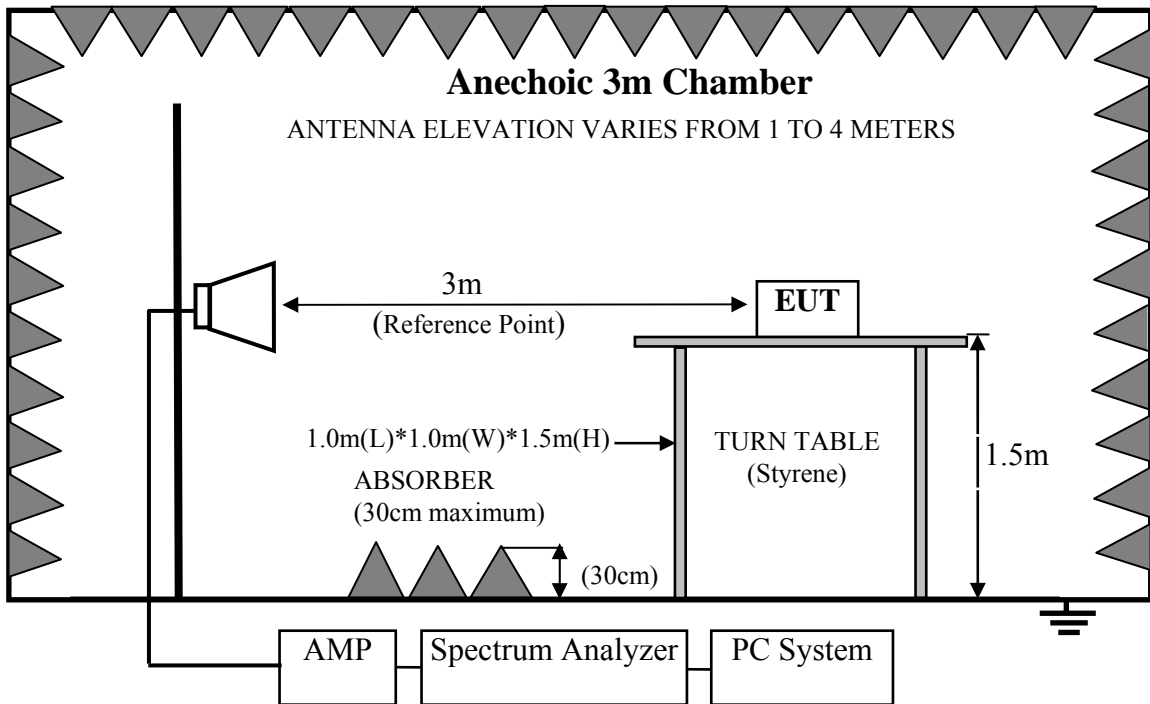 Anechoic 3m Chamber
ANTENNA ELEVATION VARIES FROM 1 TO 4 METERS
3m
(Reference Point)
EUT
1.0m(L)*1.0m(W)*1.5m(H)
TURN TABLE
(Styrene)
1.5m
ABSORBER
(30cm maximum)
(30cm)
AMP
Spectrum Analyzer
PC System